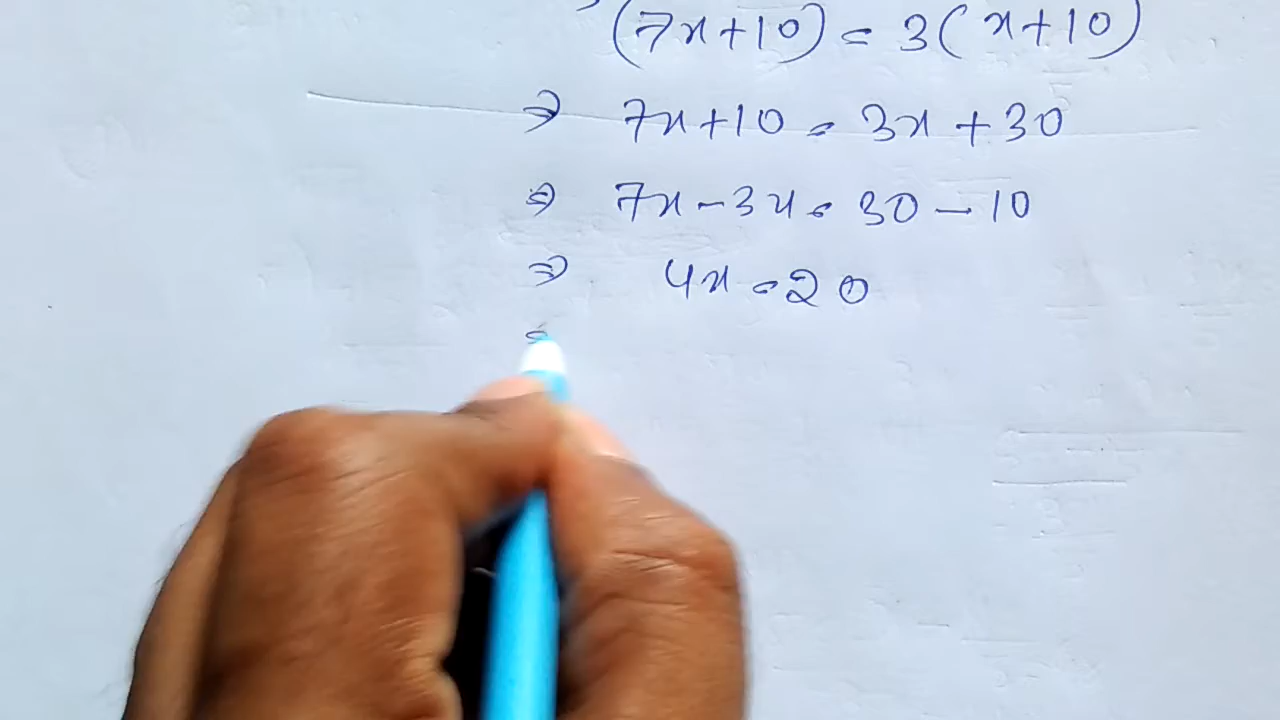 (7x+10) = 3(x+10)
⇒ 7x+10 = 3x+30
⇒ 7x-3x = 30-10
⇒ 4x = 20